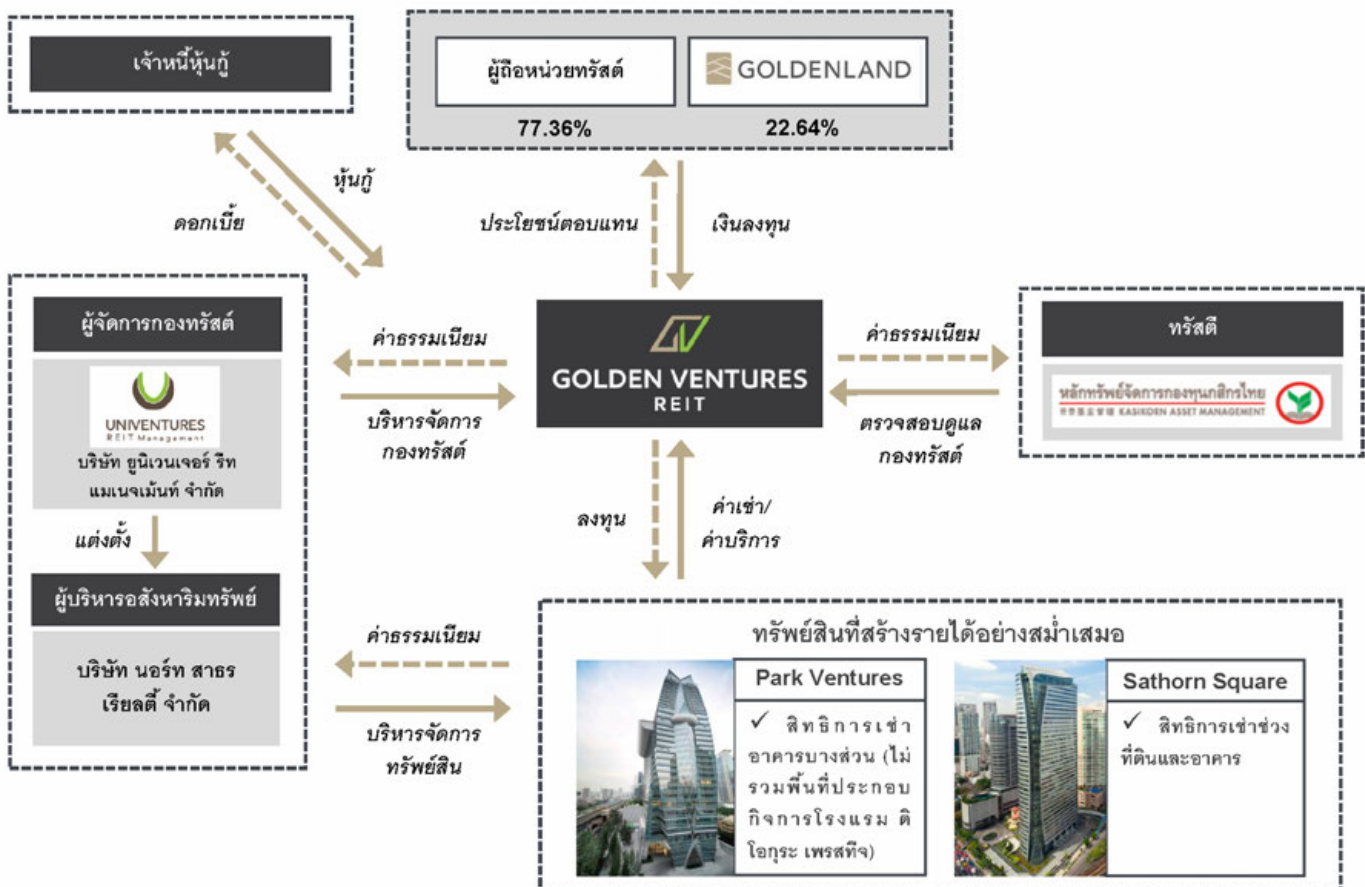 เจ้าหนี้หุ้นกู้
ผู้ถือหน่วยทรัสต์
GOLDENLAND
77.36%
22.64%
หุ้นกู้
ดอกเบี้ย
ประโยชน์ตอบแทน
เงินลงทุน
ผู้จัดการกองทรัสต์
UNIVENTURES
REIT Management
บริษัท ยูนิเวนเจอร์ รีท
แมเนจเม้นท์ จำกัด
แต่งตั้ง
ผู้บริหารอสังหาริมทรัพย์
บริษัท นอร์ท สาธร
เรียลตี้ จำกัด
ค่าธรรมเนียม
บริหารจัดการ
กองทรัสต์
GOLDEN VENTURES
REIT
ค่าธรรมเนียม
ตรวจสอบดูแล
กองทรัสต์
ทรัสตี
หลักทรัพย์จัดการกองทุนกสิกรไทย
KASIKORN ASSET MANAGEMENT
ลงทุน
ค่าเช่า/
ค่าบริการ
ค่าธรรมเนียม
บริหารจัดการ
ทรัพย์สิน
ทรัพย์สินที่สร้างรายได้อย่างสม่ำเสมอ
Park Ventures
✓ สิทธิการเช่า
อาคารบางส่วน (ไม่
รวมพื้นที่ประกอบ
กิจการโรงแรม ดิ
โอกุระ เพรสทีจ)
Sathorn Square
✓ สิทธิการเช่าช่วง
ที่ดินและอาคาร